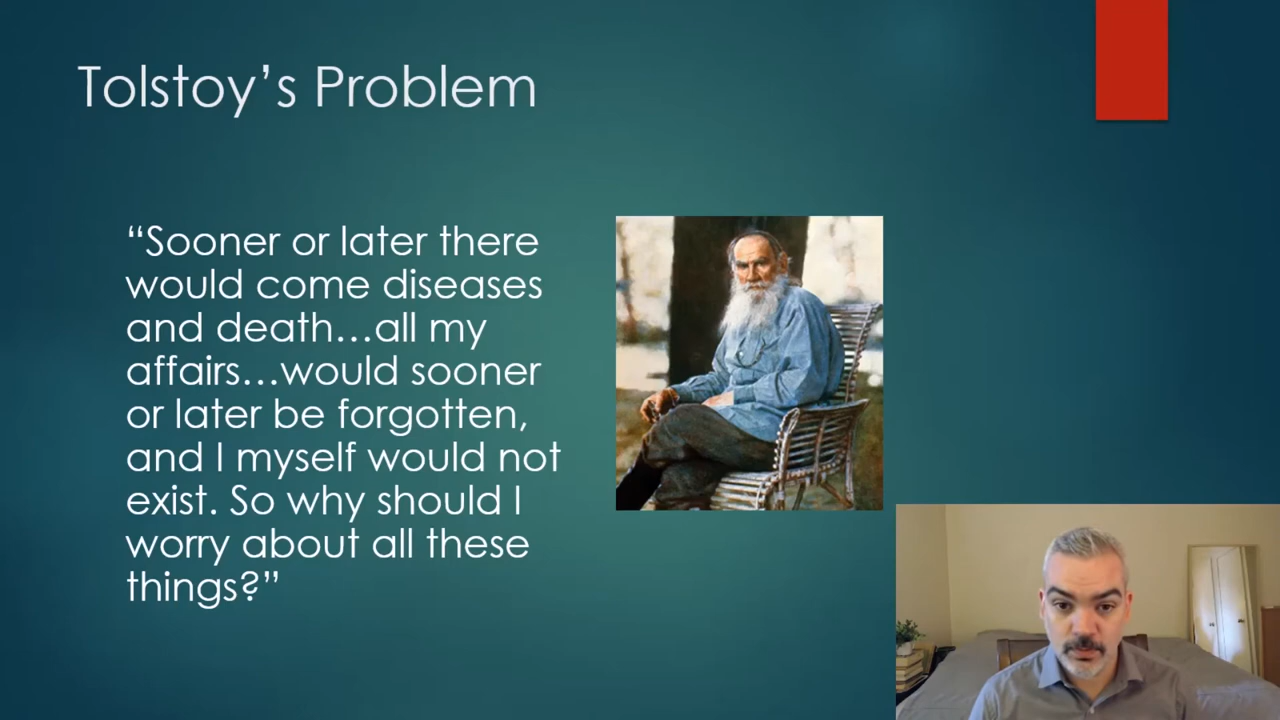 Tolstoy’s Problem
“Sooner or later there
would come diseases
and death…all my
affairs…would sooner
or later be forgotten,
and I myself would not
exist. So why should I
worry about all these
things?”